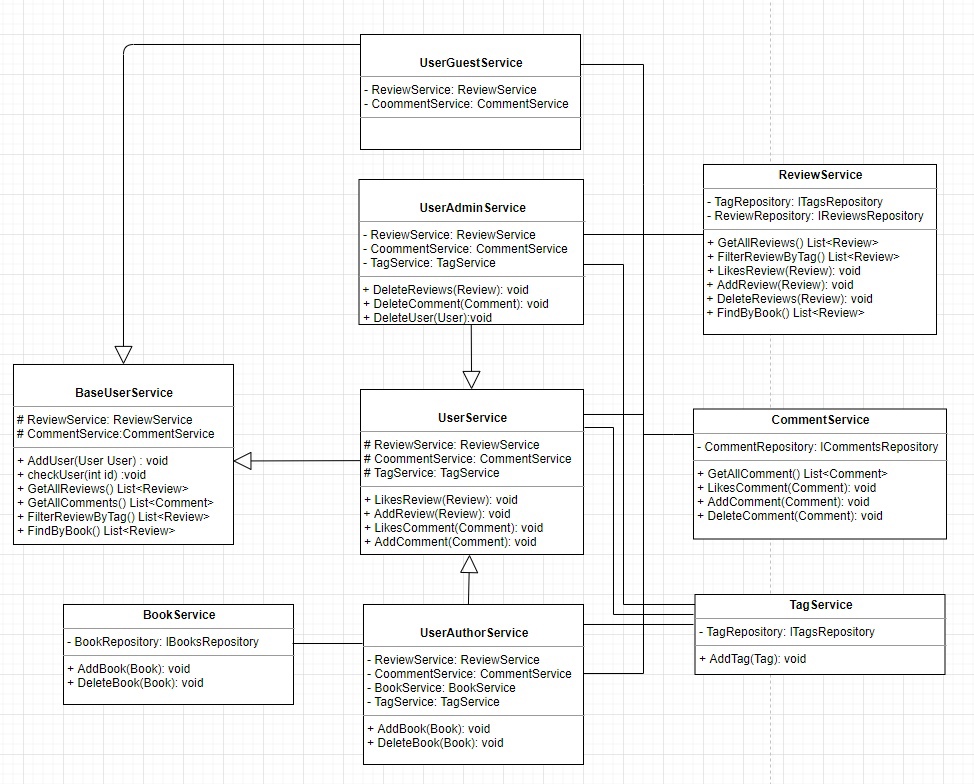 UserGuestService
- ReviewService: ReviewService
- CoommentService: CommentService
UserAdminService
- ReviewService: ReviewService
- CoommentService: CommentService
- TagService: TagService
+ DeleteReviews(Review): void
+ DeleteComment(Comment): void
+ DeleteUser(User):void
ReviewService
- TagRepository: ITagsRepository
- ReviewRepository: IReviewsRepository
+ GetAllReviews() List<Review>
+ FilterReviewByTag() List<Review>
+ LikesReview(Review): void
+ AddReview(Review): void
+ DeleteReviews(Review): void
+ FindByBook() List<Review>
BaseUserService
# ReviewService: ReviewService
# CommentService:CommentService
+ AddUser(User User) : void
+ checkUser(int id) :void
+ GetAllReviews() List<Review>
+ GetAllComments() List<Comment>
+ FilterReviewByTag() List<Review>
+ FindByBook() List<Review>
UserService
# ReviewService: ReviewService
# CoommentService: CommentService
# TagService: TagService
+ LikesReview(Review): void
+ AddReview(Review): void
+ LikesComment(Comment): void
+ AddComment(Comment): void
CommentService
- CommentRepository: ICommentsRepository
+ GetAllComment() List<Comment>
+ LikesComment(Comment): void
+ AddComment(Comment): void
+ DeleteComment(Comment): void
BookService
- BookRepository: IBooksRepository
+ AddBook(Book): void
+ DeleteBook(Book): void
UserAuthorService
- ReviewService: ReviewService
- CoommentService: CommentService
- BookService: BookService
- TagService: TagService
+ AddBook(Book): void
+ DeleteBook(Book): void
TagService
- TagRepository: ITagsRepository
+ AddTag(Tag): void